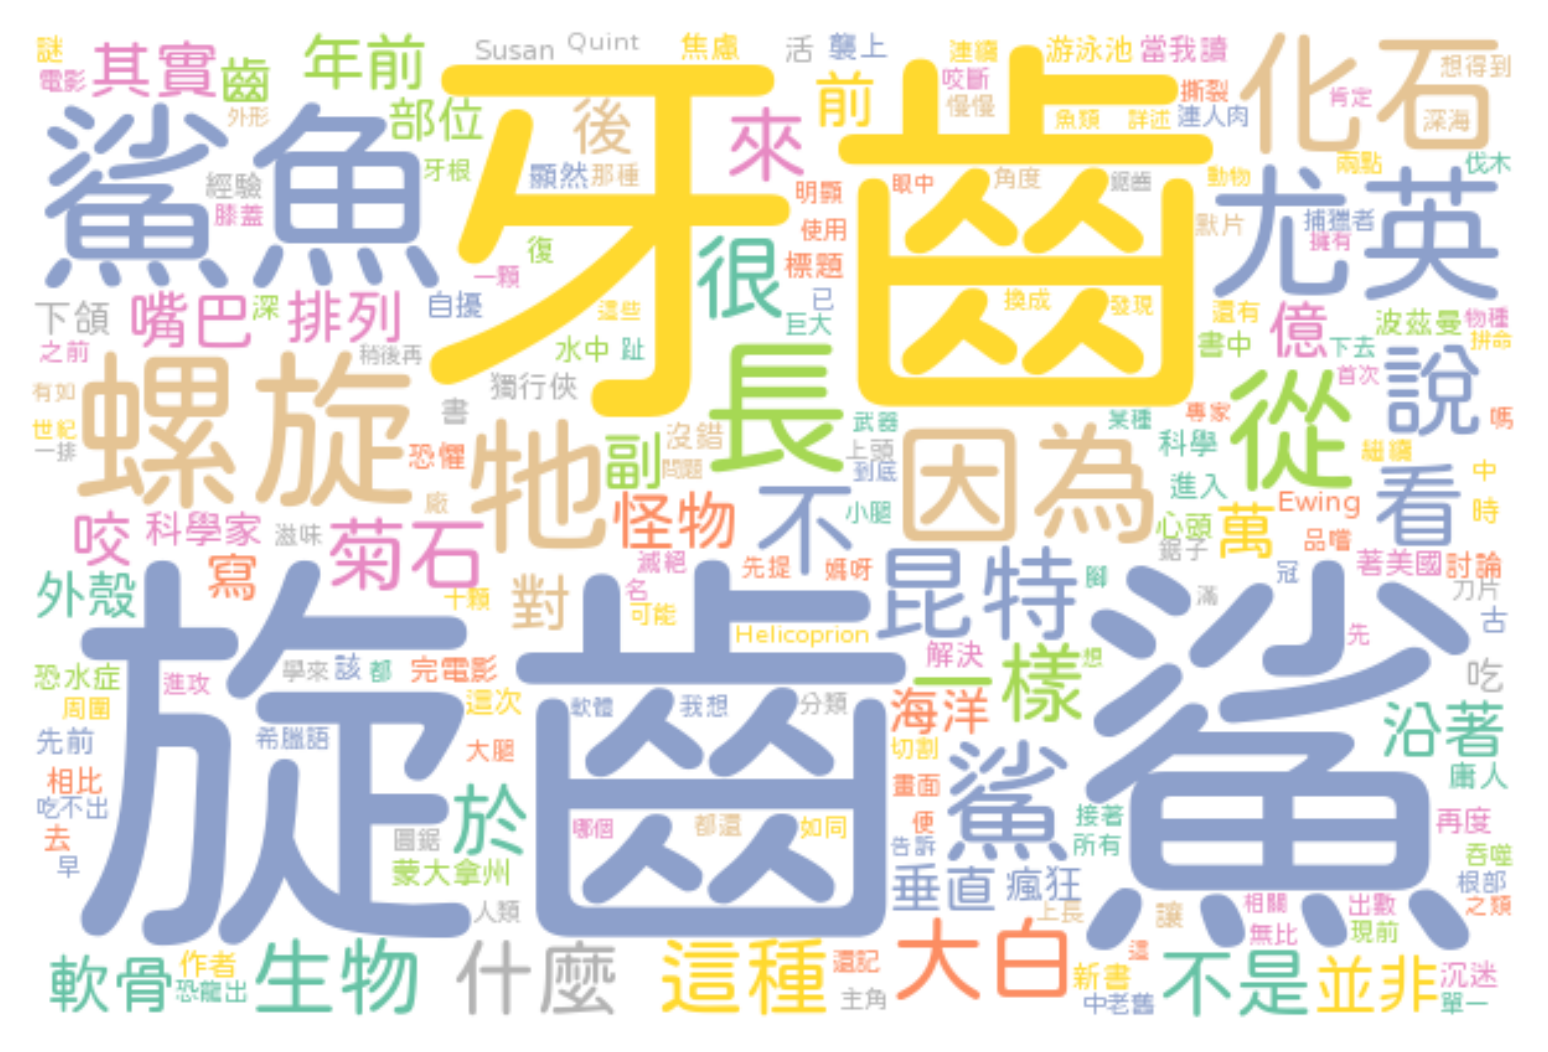 謎 電影 其實 齒 年前 Susan Quint 焦慮 活 襲上 連續 游泳池 當我讀 化石 想得到
外形 部位 後 來 前 咬斷 慢慢 魚類 詳述 撕裂 連人肉 肯定 深海
鯊魚 牙齒 經驗 膝蓋 牙根 顯然 那種 明顯 眼中 角度 鋸齒 動物 兩點 伐木
復 一顆 很 使用 標題 默片 尤英 捕獵者 擁有
下頜 嘴巴 深 排列 自擾 這些 已 巨大 換成 發現 還有 億 波茲曼 物種 拼命
之前 稍後再 水中 趾 獨行俠 長 書中 下去 首次
有如 世紀 一排 螺旋 書 恐懼 牠 副 沒錯 問題 武器 上頭 到底 因為 某種 專家 科學 從 說 嗎
廠 進入 繼續 中
咬 科學家 滋味 菊石 怪物 不 小腿 心頭 鋸子 萬 Ewing 品嚐 看 時
外殼 寫 滅絕 名 先提 媽呀 昆特 腳 冠 著美國 討論 刀片 古
十顆 對 可能 Helicoprion 滿 先
恐水症 周圍 旋齒鯊 進攻 學來 該 都 完電影 解決 一樣 想 吃
先前 希臘語 這次 軟體 我想 分類 海洋 沿著
相比 大腿 切割 鯊 庸人
吃不出 去 早 圓鋸 於 哪個 都還 如同 畫面 便 告訴 接著 所有 再度 吞噬
蒙大拿州 人類 垂直 瘋狂 上長 讓 相關 無比 出數 現前 根部 之類
軟骨 作者 恐龍出 生物 什麼 這種 還記 主角 大白 這 新書 中老舊 不是 並非 沉迷 單一